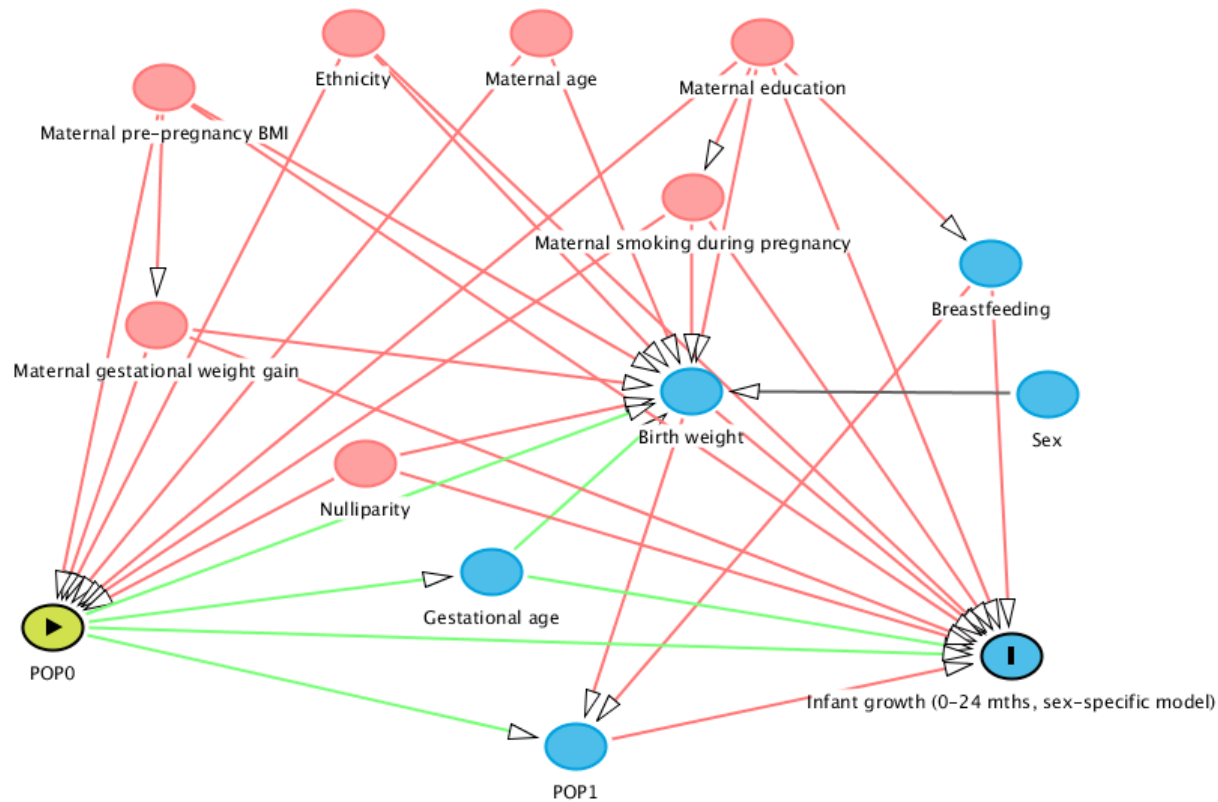 Ethnicity
Maternal age
Maternal education
Maternal pre-pregnancy BMI
Maternal smoking during pregnancy
Breastfeeding
Maternal gestational weight gain
Birth weight
Sex
Nulliparity
Gestational age
POP0
Infant growth (0-24 mths, sex-specific model)
POP1